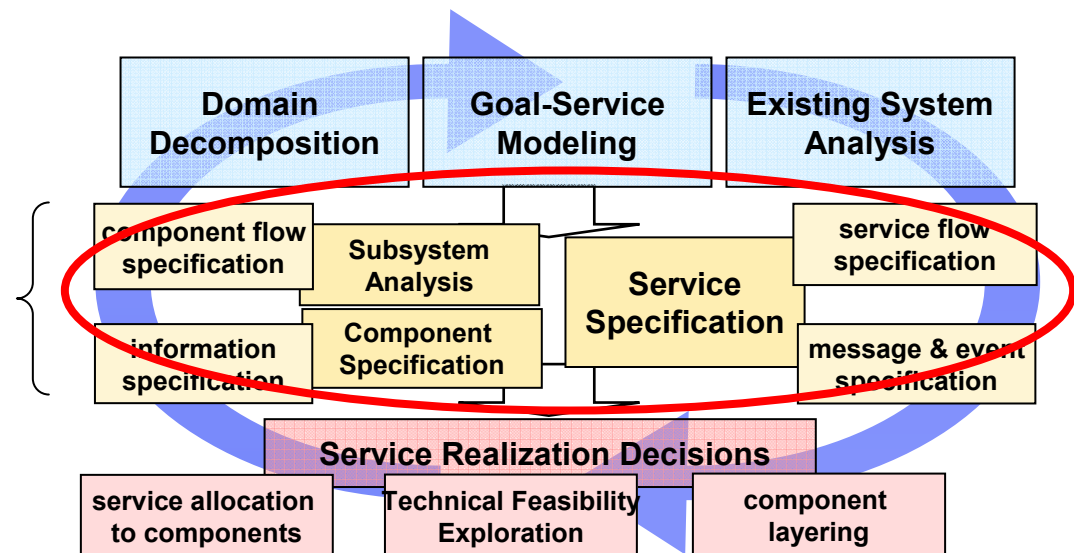 Domain
Decomposition
Goal-Service
Modeling
Existing System
Analysis
component flow
specification
Subsystem
Analysis
Service
Specification
service flow
specification
information
specification
Component
Specification
message & event
specification
Service Realization Decisions
service allocation
to components
Technical Feasibility
Exploration
component
layering